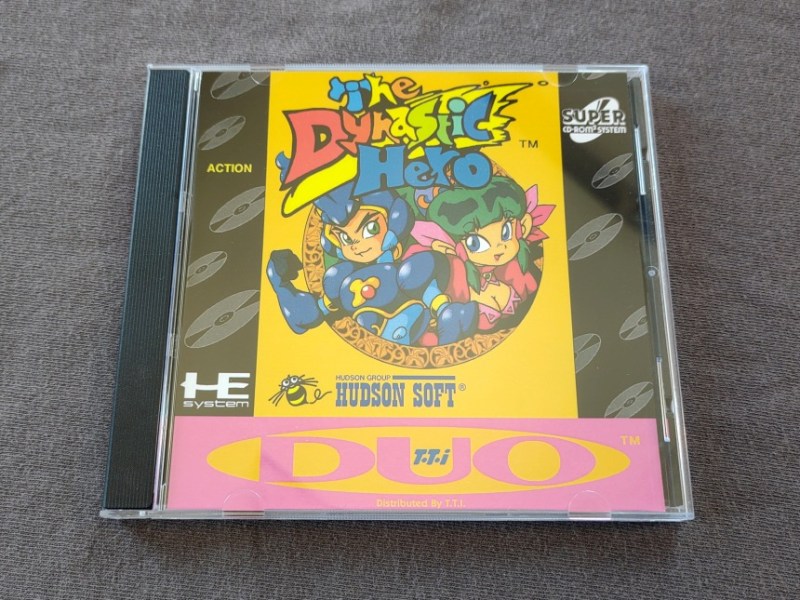 The
Dynastic
Hero
TM
SUPER
CD-ROM² SYSTEM
ACTION
HE
system
HUDSON GROUP
HUDSON SOFT®
DUO
T·T·i
TM
Distributed By T.T.I.